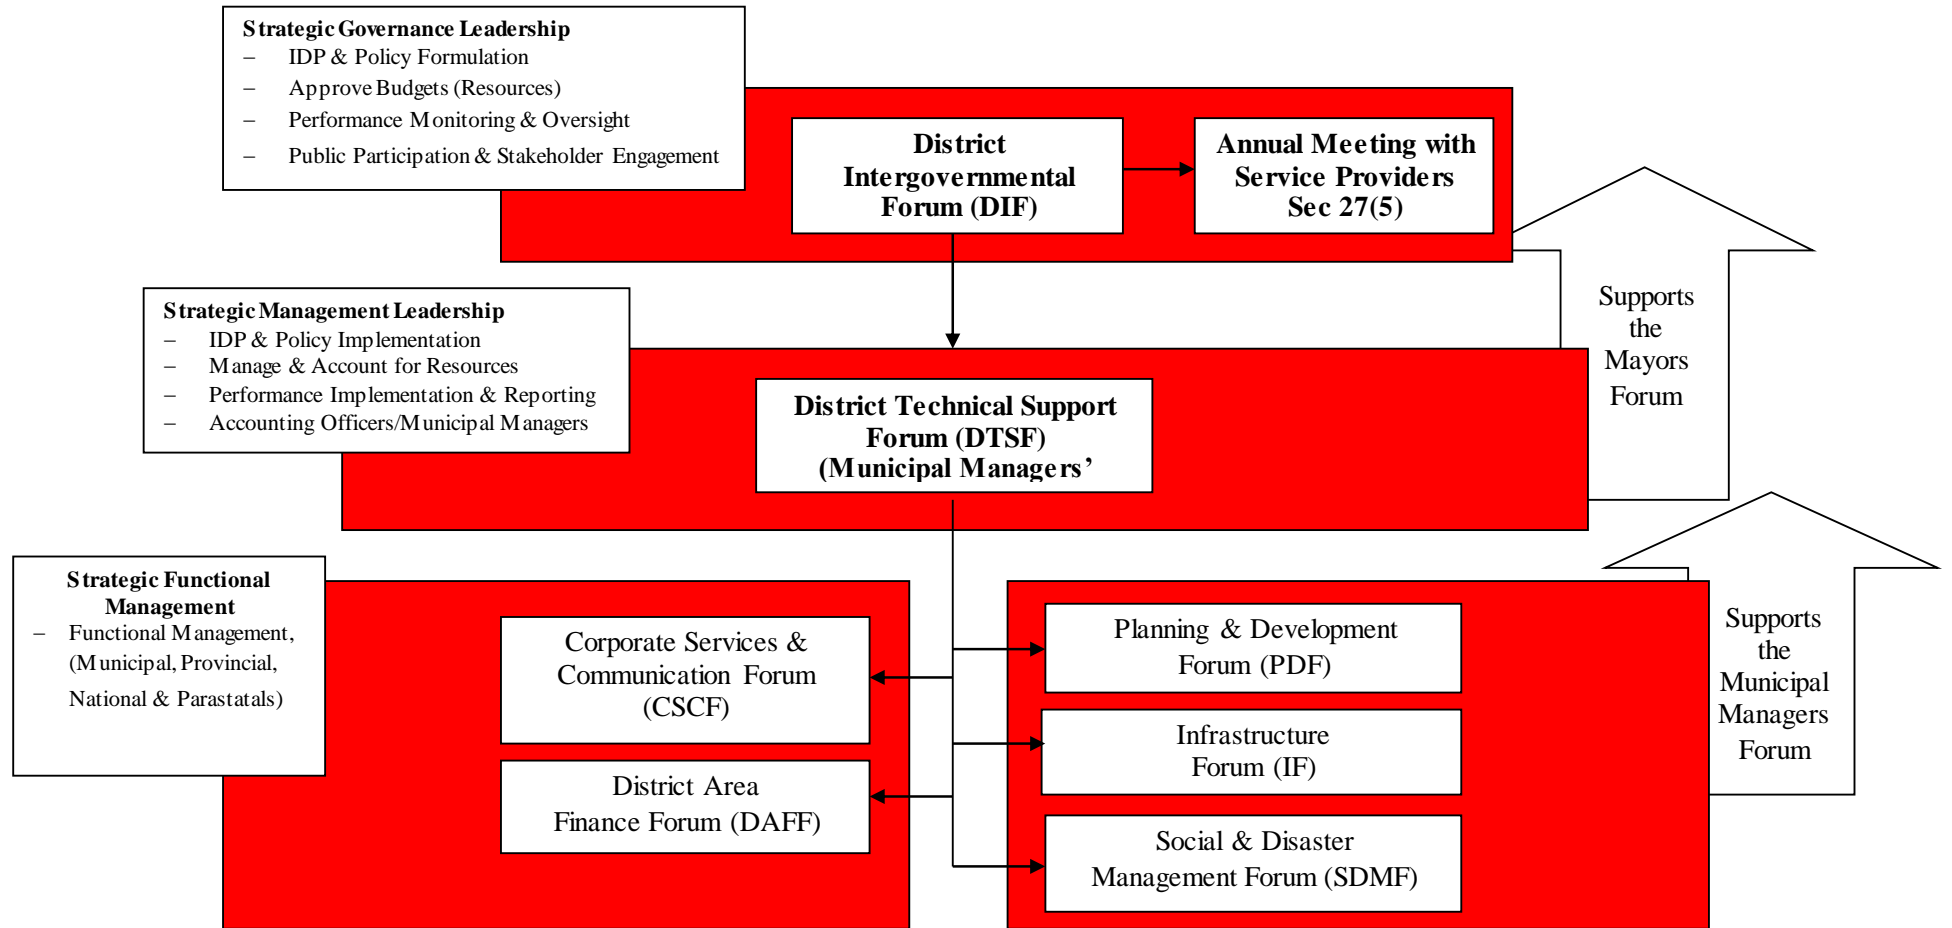 Strategic Governance Leadership
– IDP & Policy Formulation
– Approve Budgets (Resources)
– Performance Monitoring & Oversight
– Public Participation & Stakeholder Engagement
District
Intergovernmental
Forum (DIF)
Annual Meeting with
Service Providers
Sec 27(5)
Supports
the
Mayors
Forum
Strategic Management Leadership
– IDP & Policy Implementation
– Manage & Account for Resources
– Performance Implementation & Reporting
– Accounting Officers/Municipal Managers
District Technical Support
Forum (DTSF)
(Municipal Managers’
Supports
the
Municipal
Managers
Forum
Strategic Functional
Management
– Functional Management,
(Municipal, Provincial,
National & Parastatals)
Corporate Services &
Communication Forum
(CSCF)
District Area
Finance Forum (DAFF)
Planning & Development
Forum (PDF)
Infrastructure
Forum (IF)
Social & Disaster
Management Forum (SDMF)